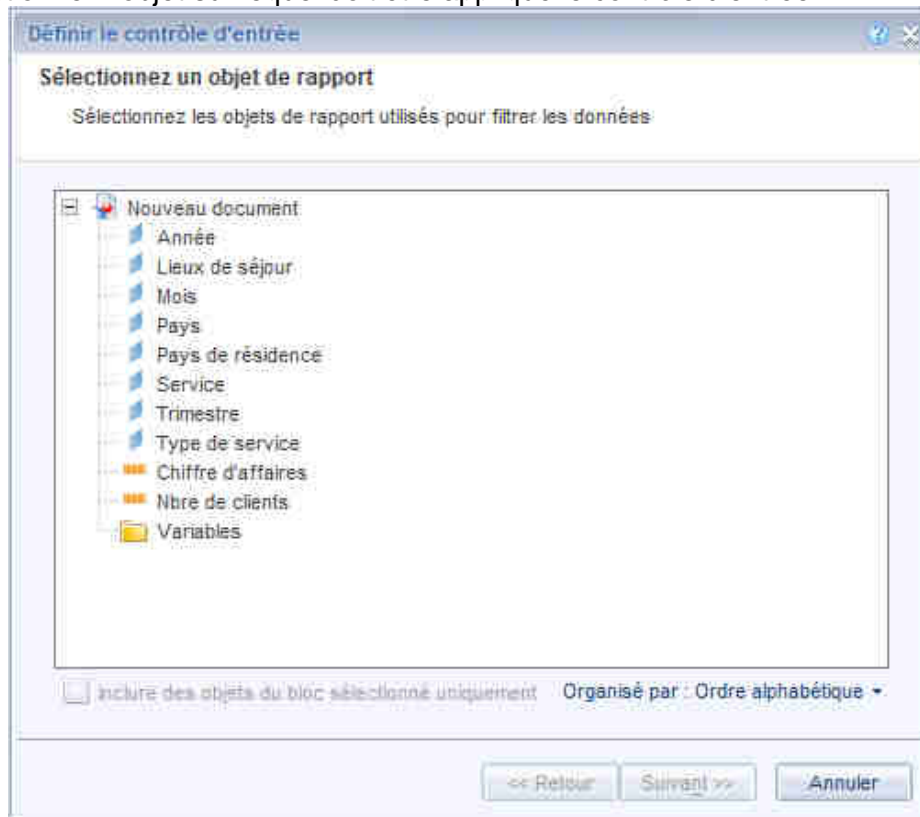 Définir le contrôle d'entrée
Sélectionnez un objet de rapport
Sélectionnez les objets de rapport utilisés pour filtrer les données
Nouveau document
Année
Lieux de séjour
Mois
Pays
Pays de résidence
Service
Trimestre
Type de service
Chiffre d'affaires
Nbre de clients
Variables
Inclure des objets du bloc sélectionné uniquement Organisé par : Ordre alphabétique
<< Retour Suivant >> Annuler